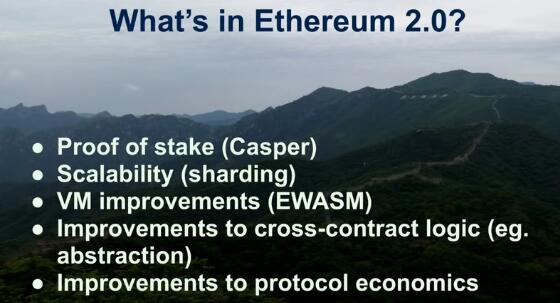 What's in Ethereum 2.0?
● Proof of stake (Casper)
● Scalability (sharding)
● VM improvements (EWASM)
● Improvements to cross-contract logic (eg.
abstraction)
● Improvements to protocol economics